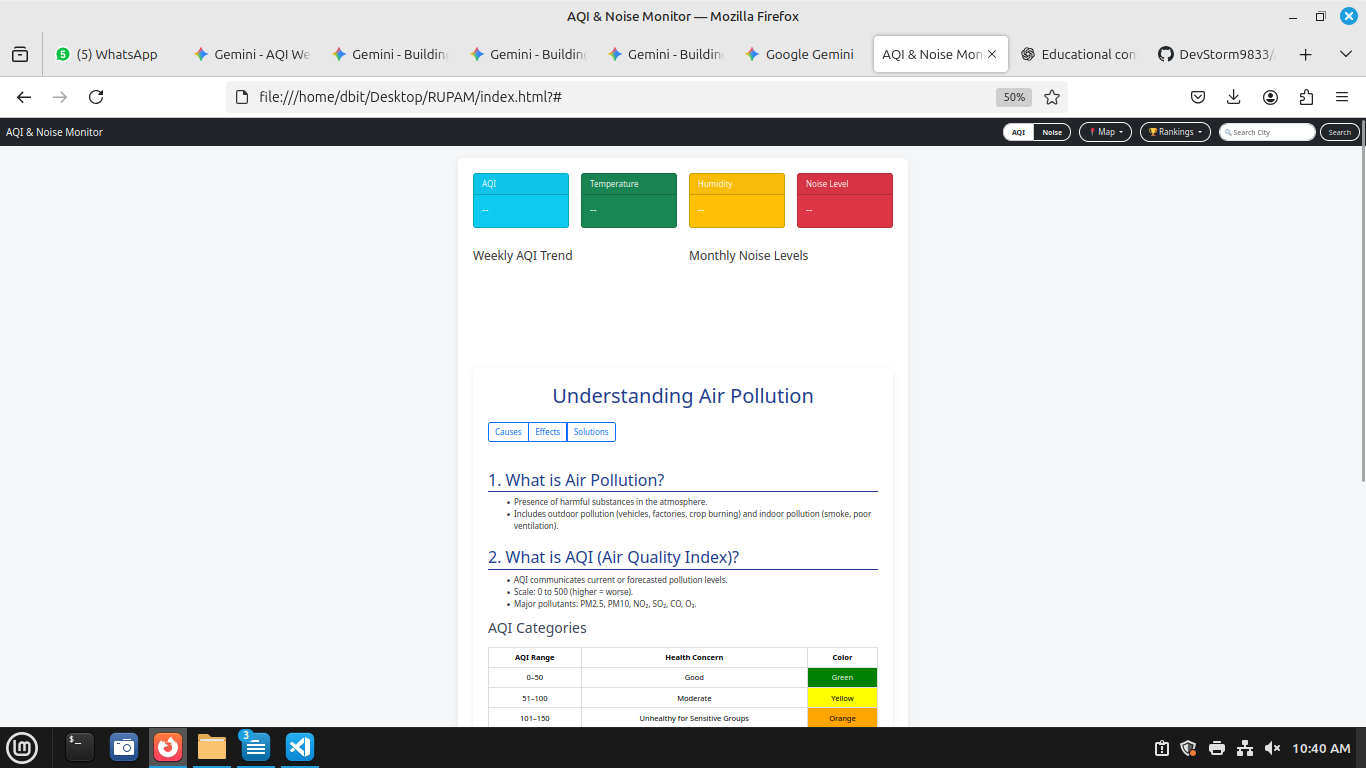 AQI & Noise Monitor — Mozilla Firefox
(5) WhatsApp
Gemini - AQI We
Gemini - Building
Gemini - Building
Gemini - Building
Google Gemini
AQI & Noise Mon
Educational con
DevStorm9833/
file:///home/dbit/Desktop/RUPAM/index.html?#
50%
AQI & Noise Monitor
AQI
Noise
Map
Rankings
Search City
Search
AQI
--
Temperature
--
Humidity
--
Noise Level
--
Weekly AQI Trend
Monthly Noise Levels
Understanding Air Pollution
Causes
Effects
Solutions
1. What is Air Pollution?
• Presence of harmful substances in the atmosphere.
• Includes outdoor pollution (vehicles, factories, crop burning) and indoor pollution (smoke, poor
ventilation).
2. What is AQI (Air Quality Index)?
• AQI communicates current or forecasted pollution levels.
• Scale: 0 to 500 (higher = worse).
• Major pollutants: PM2.5, PM10, NO₂, SO₂, CO, O₃.
AQI Categories
AQI Range Health Concern Color
0–50 Good Green
51–100 Moderate Yellow
101–150 Unhealthy for Sensitive Groups Orange
3
10:40 AM